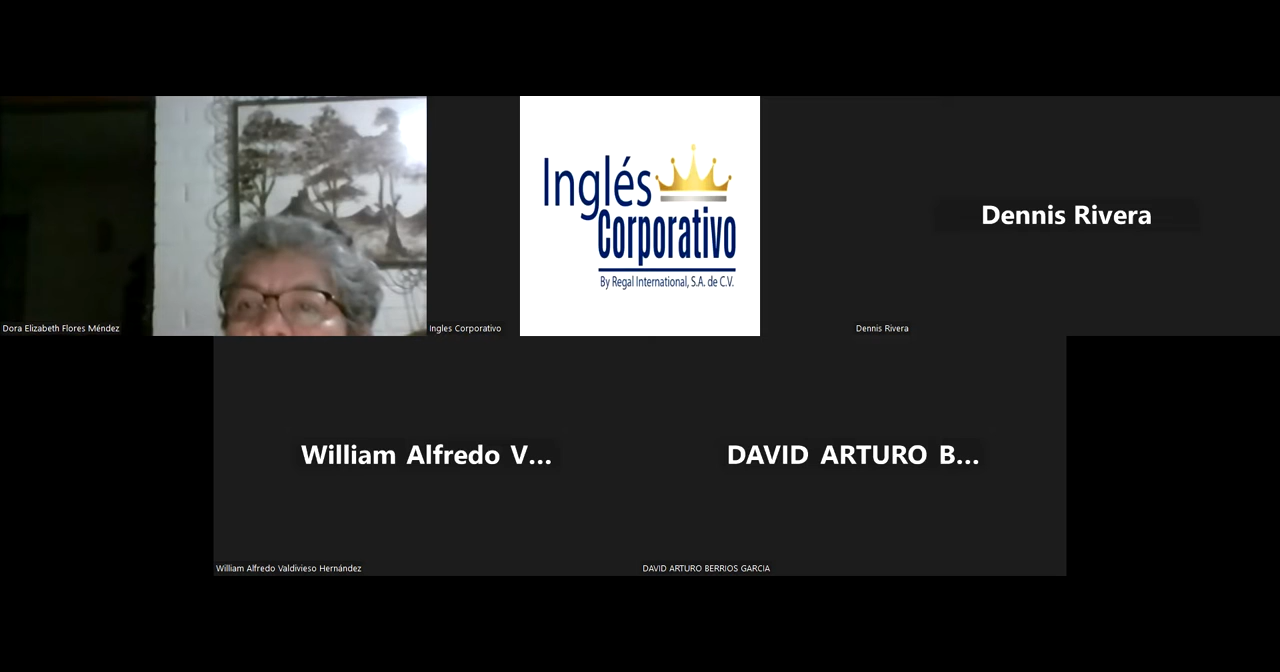 Inglés
Corporativo
By Regal International, S.A. de C.V.
Dennis Rivera
Dora Elizabeth Flores Méndez
Ingles Corporativo
Dennis Rivera
William Alfredo V...
DAVID ARTURO B...
William Alfredo Valdivieso Hernández
DAVID ARTURO BERRIOS GARCIA